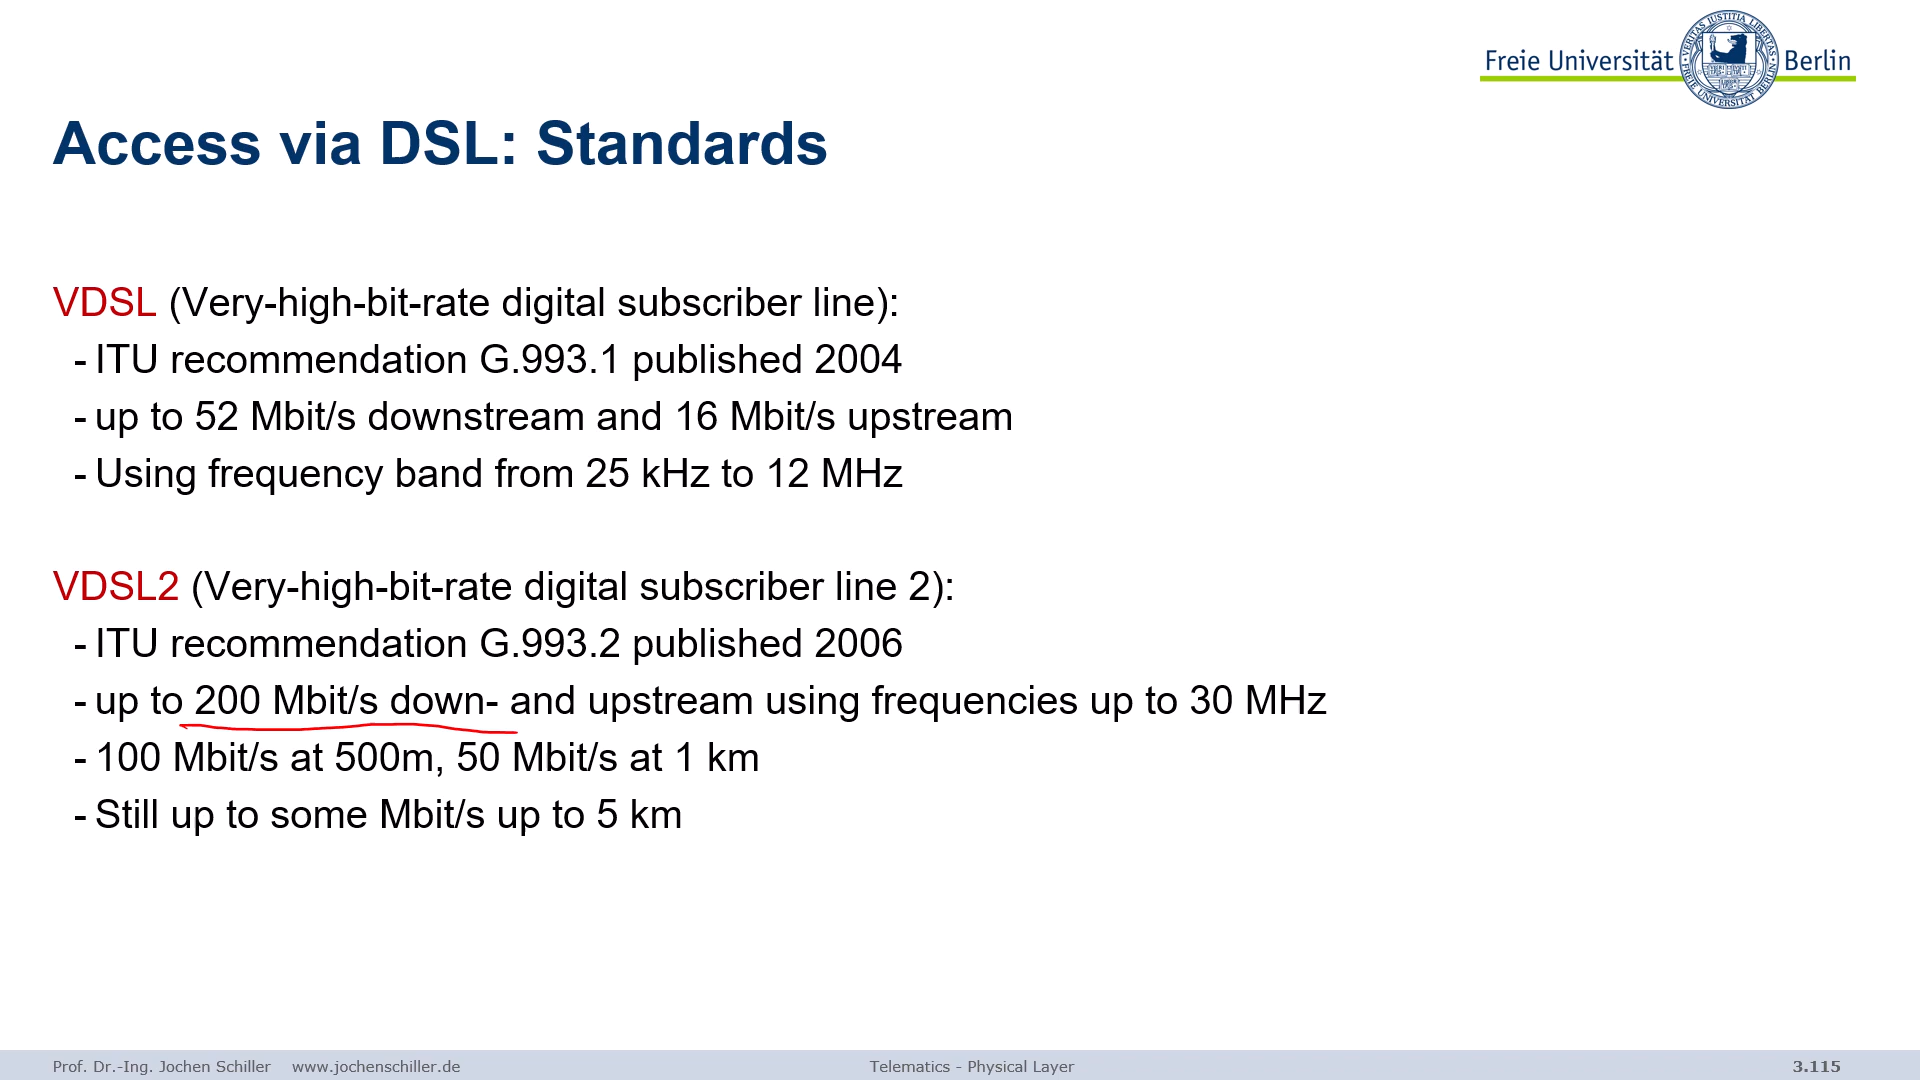 Freie Universität Berlin
Access via DSL: Standards
VDSL (Very-high-bit-rate digital subscriber line):
- ITU recommendation G.993.1 published 2004
- up to 52 Mbit/s downstream and 16 Mbit/s upstream
- Using frequency band from 25 kHz to 12 MHz
VDSL2 (Very-high-bit-rate digital subscriber line 2):
- ITU recommendation G.993.2 published 2006
- up to 200 Mbit/s down- and upstream using frequencies up to 30 MHz
- 100 Mbit/s at 500m, 50 Mbit/s at 1 km
- Still up to some Mbit/s up to 5 km
Prof. Dr.-Ing. Jochen Schiller www.jochenschiller.de Telematics - Physical Layer 3.115